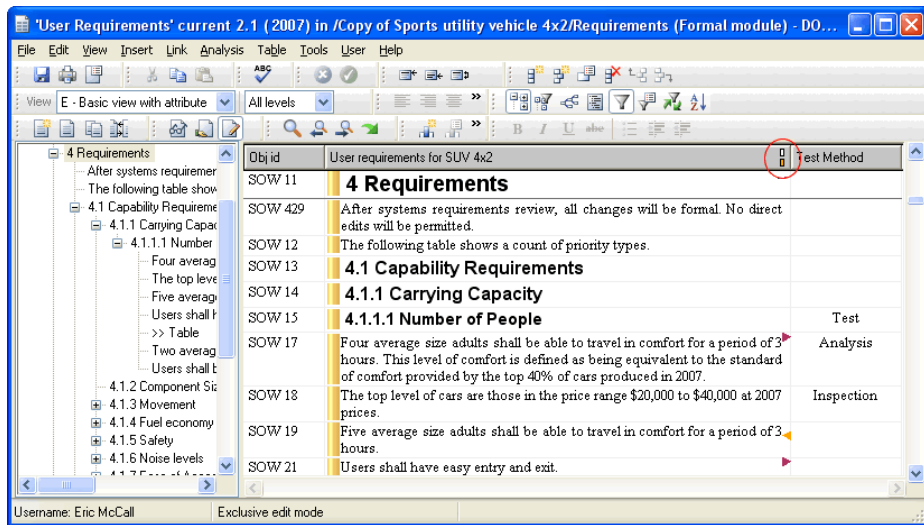 'User Requirements' current 2.1 (2007) in /Copy of Sports utility vehicle 4x2/Requirements (Formal module) - DO...
File Edit View Insert Link Analysis Table Tools User Help
ABC
View E - Basic view with attribute All levels
B I U abc
4 Requirements
After systems requiremer
The following table show
4.1 Capability Requireme
4.1.1 Carrying Capac
4.1.1.1 Number
Four averag
The top leve
Five average
Users shall h
>> Table
Two averag
Users shall b
4.1.2 Component Siz
4.1.3 Movement
4.1.4 Fuel economy
4.1.5 Safety
4.1.6 Noise levels
Obj id User requirements for SUV 4x2 Test Method
SOW 11 4 Requirements
SOW 429 After systems requirements review, all changes will be formal. No direct
edits will be permitted.
SOW 12 The following table shows a count of priority types.
SOW 13 4.1 Capability Requirements
SOW 14 4.1.1 Carrying Capacity
SOW 15 4.1.1.1 Number of People Test
SOW 17 Four average size adults shall be able to travel in comfort for a period of 3 Analysis
hours. This level of comfort is defined as being equivalent to the standard
of comfort provided by the top 40% of cars produced in 2007.
SOW 18 The top level of cars are those in the price range $20,000 to $40,000 at 2007 Inspection
prices.
SOW 19 Five average size adults shall be able to travel in comfort for a period of 3
hours.
SOW 21 Users shall have easy entry and exit.
Username: Eric McCall Exclusive edit mode